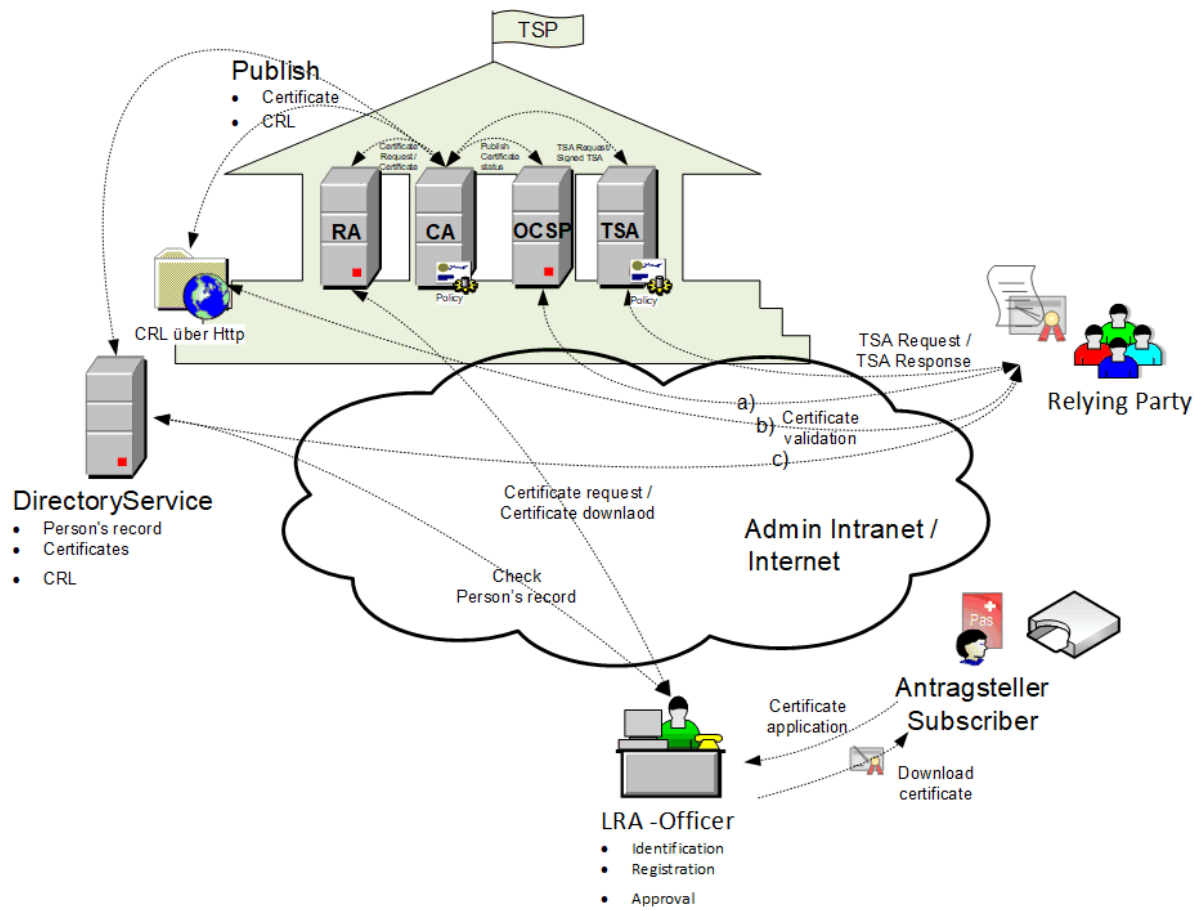 TSP
Publish
• Certificate
• CRL
Certificate
Request /
Certificate
Publish
Certificate
status
TSA Request/
Signed TSA
RA
CA
OCSP
TSA
Policy
Policy
CRL über Http
TSA Request /
TSA Response
Relying Party
a)
b) Certificate
validation
c)
DirectoryService
• Person's record
• Certificates
• CRL
Certificate request /
Certificate downlaod
Admin Intranet /
Internet
Check
Person's record
Pas
Antragsteller
Subscriber
Certificate
application
Download
certificate
LRA -Officer
• Identification
• Registration
• Approval